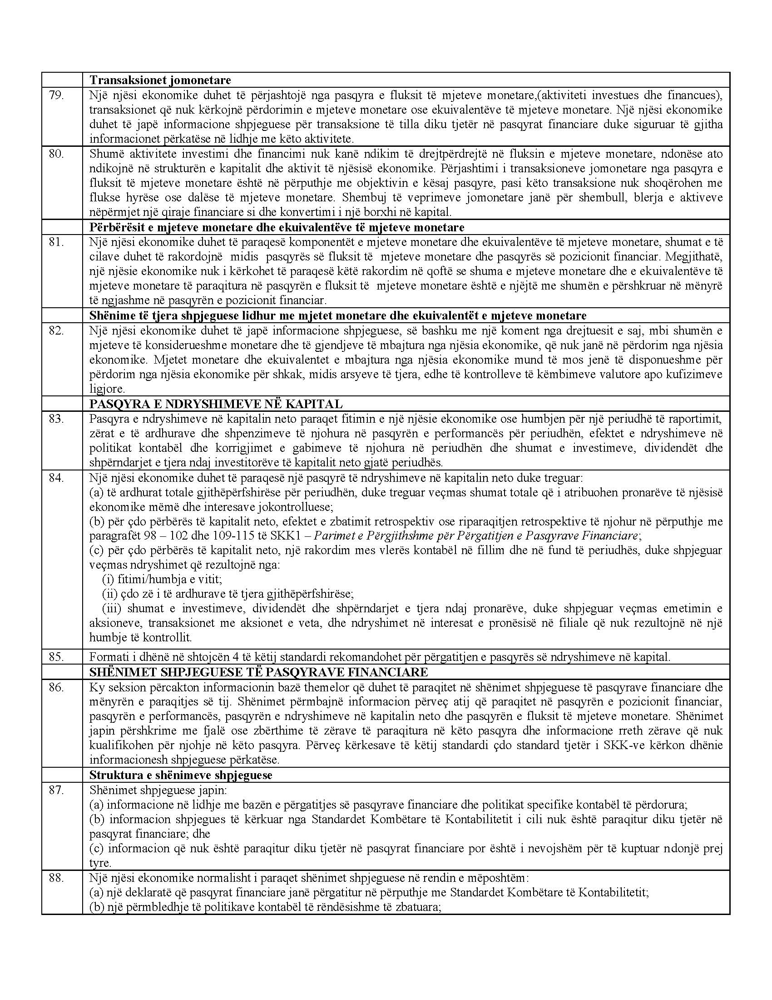 Transaksionet jomonetare
79. Një njësi ekonomike duhet të përjashtojë nga pasqyra e fluksit të mjeteve monetare,(aktiviteti investues dhe financues),
transaksionet që nuk kërkojnë përdorimin e mjeteve monetare ose ekuivalentëve të mjeteve monetare. Një njësi ekonomike
duhet të japë informacione shpjeguese për transaksione të tilla diku tjetër në pasqyrat financiare duke siguruar të gjitha
informacionet përkatëse në lidhje me këto aktivitete.
80. Shumë aktivitete investimi dhe financimi nuk kanë ndikim të drejtpërdrejtë në fluksin e mjeteve monetare, ndonëse ato
ndikojnë në strukturën e kapitalit dhe aktivit të njësisë ekonomike. Përjashtimi i transaksioneve jomonetare nga pasqyra e
fluksit të mjeteve monetare është në përputhje me objektivin e kësaj pasqyre, pasi këto transaksione nuk shoqërohen me
flukse hyrëse ose dalëse të mjeteve monetare. Shembuj të veprimeve jomonetare janë për shembull, blerja e aktiveve
nëpërmjet një qiraje financiare si dhe konvertimi i një borxhi në kapital.
Përbërësit e mjeteve monetare dhe ekuivalentëve të mjeteve monetare
81. Një njësi ekonomike duhet të paraqesë komponentët e mjeteve monetare dhe ekuivalentëve të mjeteve monetare, shumat e të
cilave duhet të rakordojnë midis pasqyrës së fluksit të mjeteve monetare dhe pasqyrës së pozicionit financiar. Megjithatë,
një njësie ekonomike nuk i kërkohet të paraqesë këtë rakordim në qoftë se shuma e mjeteve monetare dhe e ekuivalentëve të
mjeteve monetare të paraqitura në pasqyrën e fluksit të mjeteve monetare është e njëjtë me shumën e përshkruar në mënyrë
të ngjashme në pasqyrën e pozicionit financiar.
Shënime të tjera shpjeguese lidhur me mjetet monetare dhe ekuivalentët e mjeteve monetare
82. Një njësi ekonomike duhet të japë informacione shpjeguese, së bashku me një koment nga drejtuesit e saj, mbi shumën e
mjeteve të konsiderueshme monetare dhe të gjendjeve të mbajtura nga njësia ekonomike, që nuk janë në përdorim nga njësia
ekonomike. Mjetet monetare dhe ekuivalentet e mbajtura nga njësia ekonomike mund të mos jenë të disponueshme për
përdorim nga njësia ekonomike për shkak, midis arsyeve të tjera, edhe të kontrolleve të këmbimeve valutore apo kufizimeve
ligjore.
PASQYRA E NDRYSHIMEVE NË KAPITAL
83. Pasqyra e ndryshimeve në kapitalin neto paraqet fitimin e një njësie ekonomike ose humbjen për një periudhë të raportimit,
zërat e të ardhurave dhe shpenzimeve të njohura në pasqyrën e performancës për periudhën, efektet e ndryshimeve në
politikat kontabël dhe korrigjimet e gabimeve të njohura në periudhën dhe shumat e investimeve, dividendët dhe
shpërndarjet e tjera ndaj investitorëve të kapitalit neto gjatë periudhës.
84. Një njësi ekonomike duhet të paraqesë një pasqyrë të ndryshimeve në kapitalin neto duke treguar:
(a) të ardhurat totale gjithëpërfshirëse për periudhën, duke treguar veçmas shumat totale që i atribuohen pronarëve të njësisë
ekonomike mëmë dhe interesave jokontrolluese;
(b) për çdo përbërës të kapitalit neto, efektet e zbatimit retrospektiv ose riparaqitjen retrospektive të njohur në përputhje me
paragrafët 98 – 102 dhe 109-115 të SKK1 – Parimet e Përgjithshme për Përgatitjen e Pasqyrave Financiare;
(c) për çdo përbërës të kapitalit neto, një rakordim mes vlerës kontabël në fillim dhe në fund të periudhës, duke shpjeguar
veçmas ndryshimet që rezultojnë nga:
(i) fitimi/humbja e vitit;
(ii) çdo zë i të ardhurave të tjera gjithëpërfshirëse;
(iii) shumat e investimeve, dividendët dhe shpërndarjet e tjera ndaj pronarëve, duke shpjeguar veçmas emetimin e
aksioneve, transaksionet me aksionet e veta, dhe ndryshimet në interesat e pronësisë në filiale që nuk rezultojnë në një
humbje të kontrollit.
85. Formati i dhënë në shtojcën 4 të këtij standardi rekomandohet për përgatitjen e pasqyrës së ndryshimeve në kapital.
SHËNIMET SHPJEGUESE TË PASQYRAVE FINANCIARE
86. Ky seksion përcakton informacionin bazë themelor që duhet të paraqitet në shënimet shpjeguese të pasqyrave financiare dhe
mënyrën e paraqitjes së tij. Shënimet përmbajnë informacion përveç atij që paraqitet në pasqyrën e pozicionit financiar,
pasqyrën e performancës, pasqyrën e ndryshimeve në kapitalin neto dhe pasqyrën e fluksit të mjeteve monetare. Shënimet
japin përshkrime me fjalë ose zbërthime të zërave të paraqitura në këto pasqyra dhe informacione rreth zërave që nuk
kualifikohen për njohje në këto pasqyra. Përveç kërkesave të këtij standardi çdo standard tjetër i SKK-ve kërkon dhënie
informacionesh shpjeguese përkatëse.
Struktura e shënimeve shpjeguese
87. Shënimet shpjeguese japin:
(a) informacione në lidhje me bazën e përgatitjes së pasqyrave financiare dhe politikat specifike kontabël të përdorura;
(b) informacion shpjegues të kërkuar nga Standardet Kombëtare të Kontabilitetit i cili nuk është paraqitur diku tjetër në
pasqyrat financiare; dhe
(c) informacion që nuk është paraqitur diku tjetër në pasqyrat financiare por është i nevojshëm për të kuptuar ndonjë prej
tyre.
88. Një njësi ekonomike normalisht i paraqet shënimet shpjeguese në rendin e mëposhtëm:
(a) një deklaratë që pasqyrat financiare janë përgatitur në përputhje me Standardet Kombëtare të Kontabilitetit;
(b) një përmbledhje të politikave kontabël të rëndësishme të zbatuara;